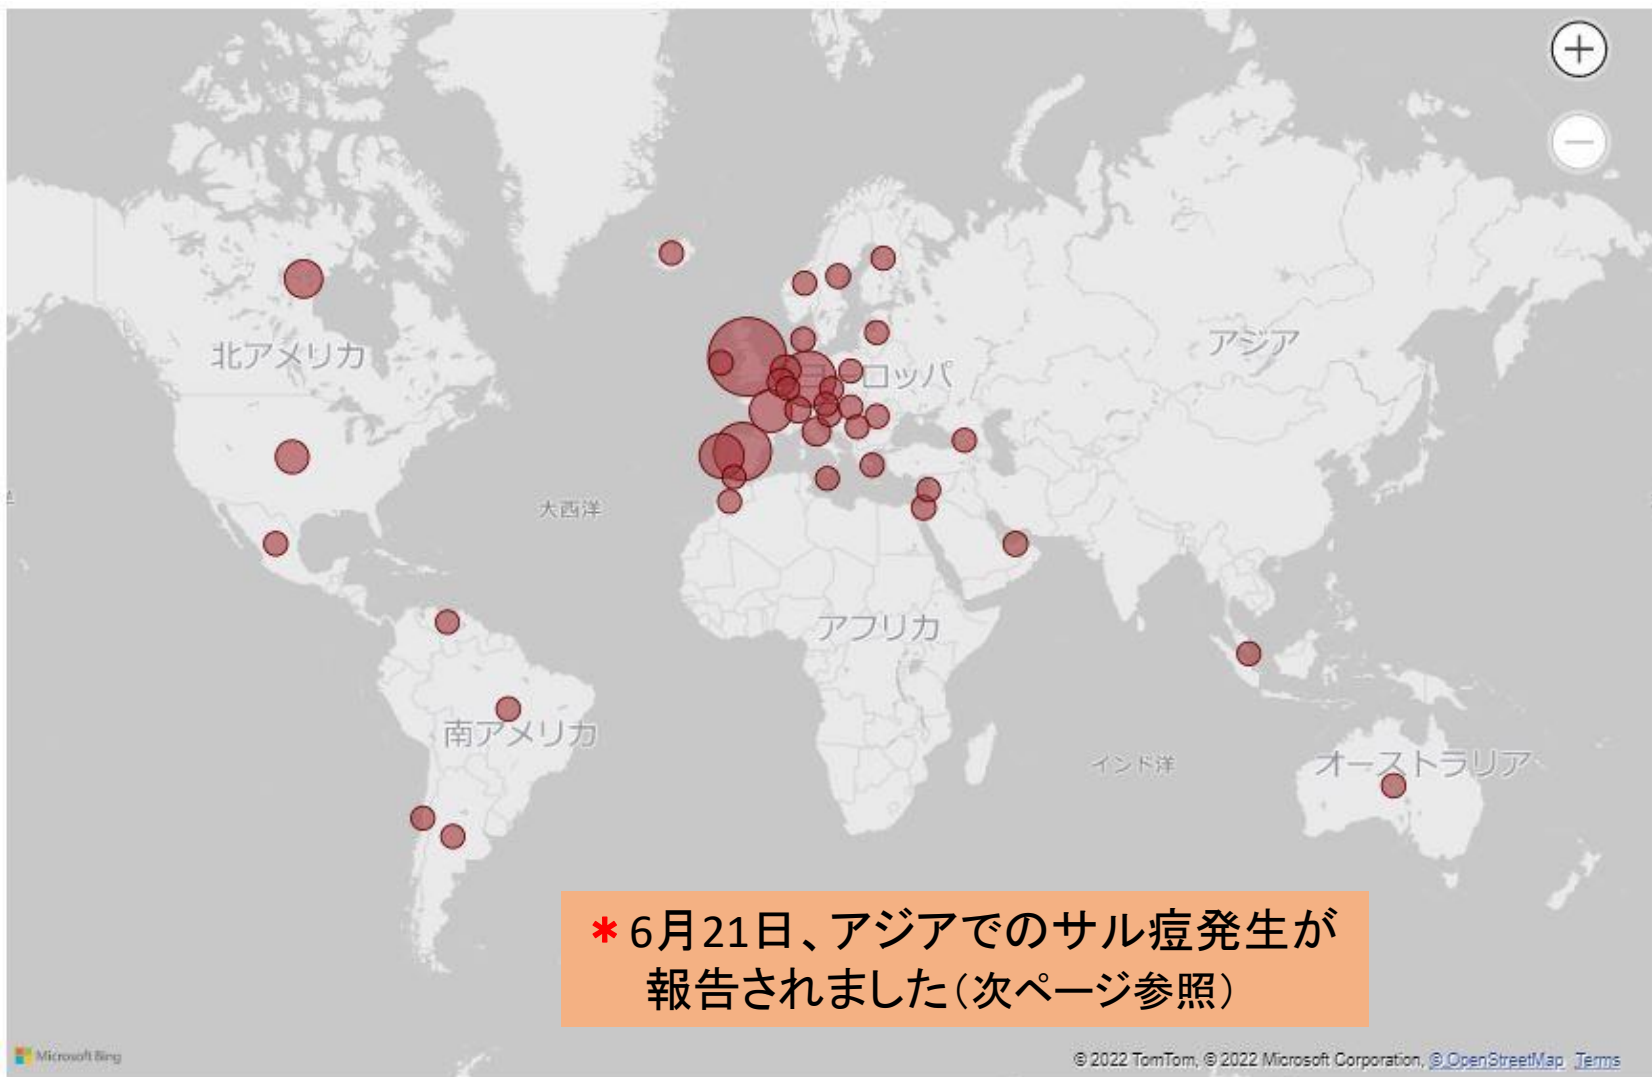 北アメリカ
アジア
ヨーロッパ
大西洋
アフリカ
南アメリカ
インド洋
オーストラリア
*6月21日、アジアでのサル痘発生が
報告されました(次ページ参照)
Microsoft Bing
© 2022 TomTom, © 2022 Microsoft Corporation, © OpenStreetMap Terms